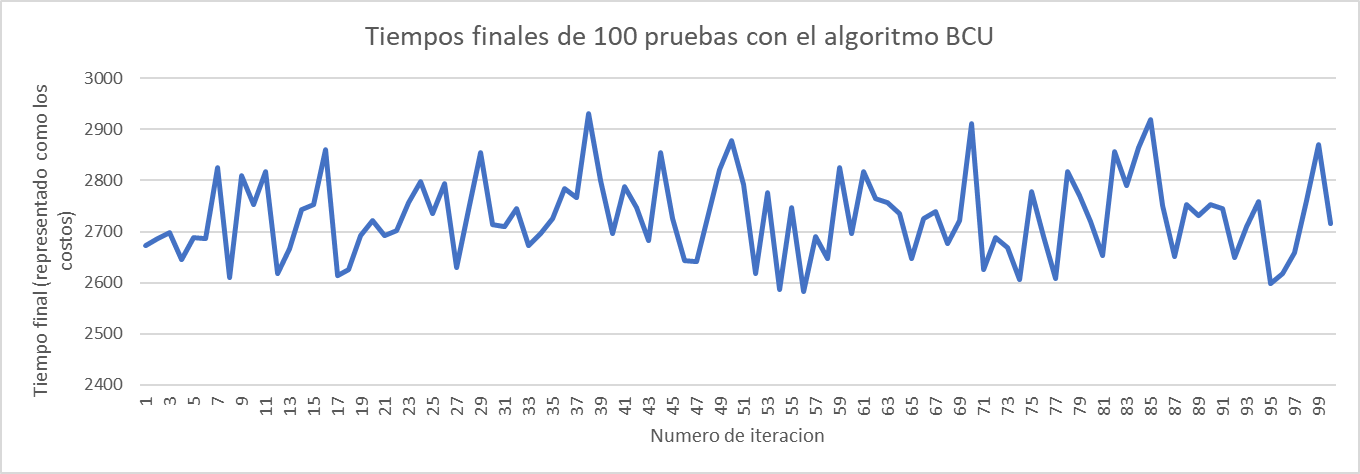 Tiempos finales de 100 pruebas con el algoritmo BCU
Tiempo final (representado como los
costos)
3000
2900
2800
2700
2600
2500
2400
1 3 5 7 9 11 13 15 17 19 21 23 25 27 29 31 33 35 37 39 41 43 45 47 49 51 53 55 57 59 61 63 65 67 69 71 73 75 77 79 81 83 85 87 89 91 93 95 97 99
Numero de iteracion